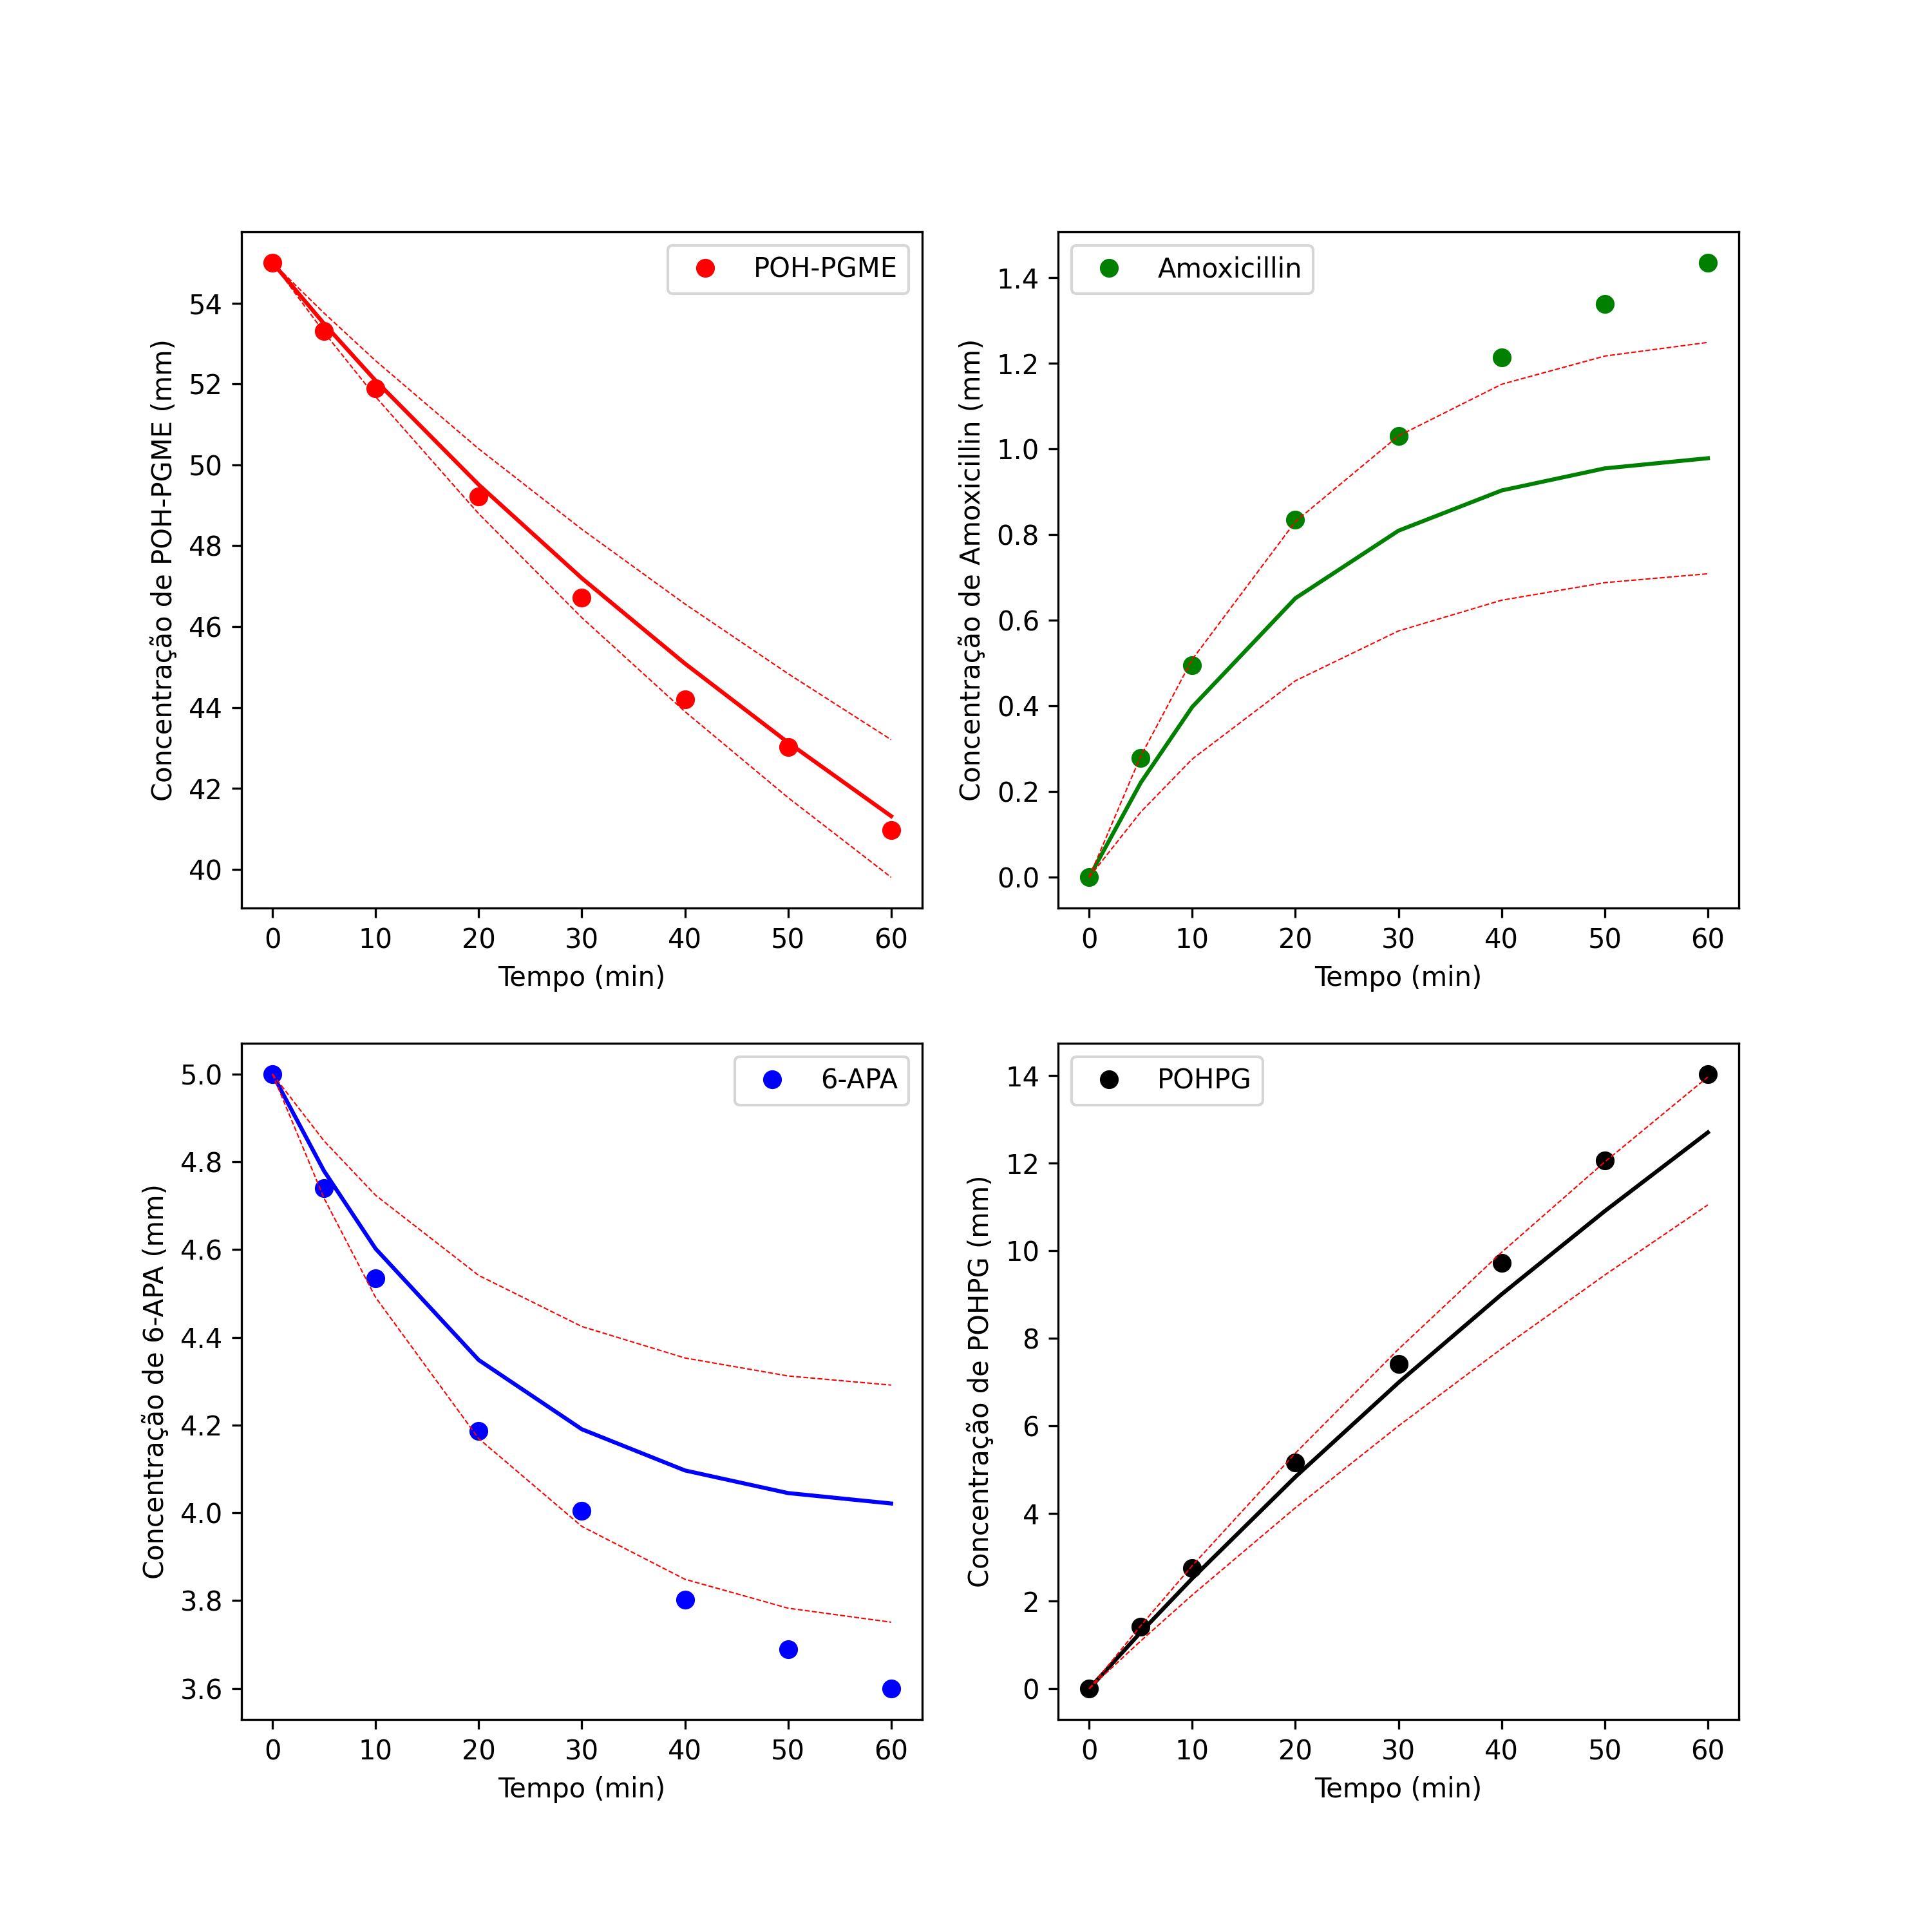 POH-PGME
Concentração de POH-PGME (mm)
54
52
50
48
46
44
42
40
0 10 20 30 40 50 60
Tempo (min)
Amoxicillin
Concentração de Amoxicillin (mm)
1.4
1.2
1.0
0.8
0.6
0.4
0.2
0.0
0 10 20 30 40 50 60
Tempo (min)
6-APA
Concentração de 6-APA (mm)
5.0
4.8
4.6
4.4
4.2
4.0
3.8
3.6
0 10 20 30 40 50 60
Tempo (min)
POHPG
Concentração de POHPG (mm)
14
12
10
8
6
4
2
0
0 10 20 30 40 50 60
Tempo (min)